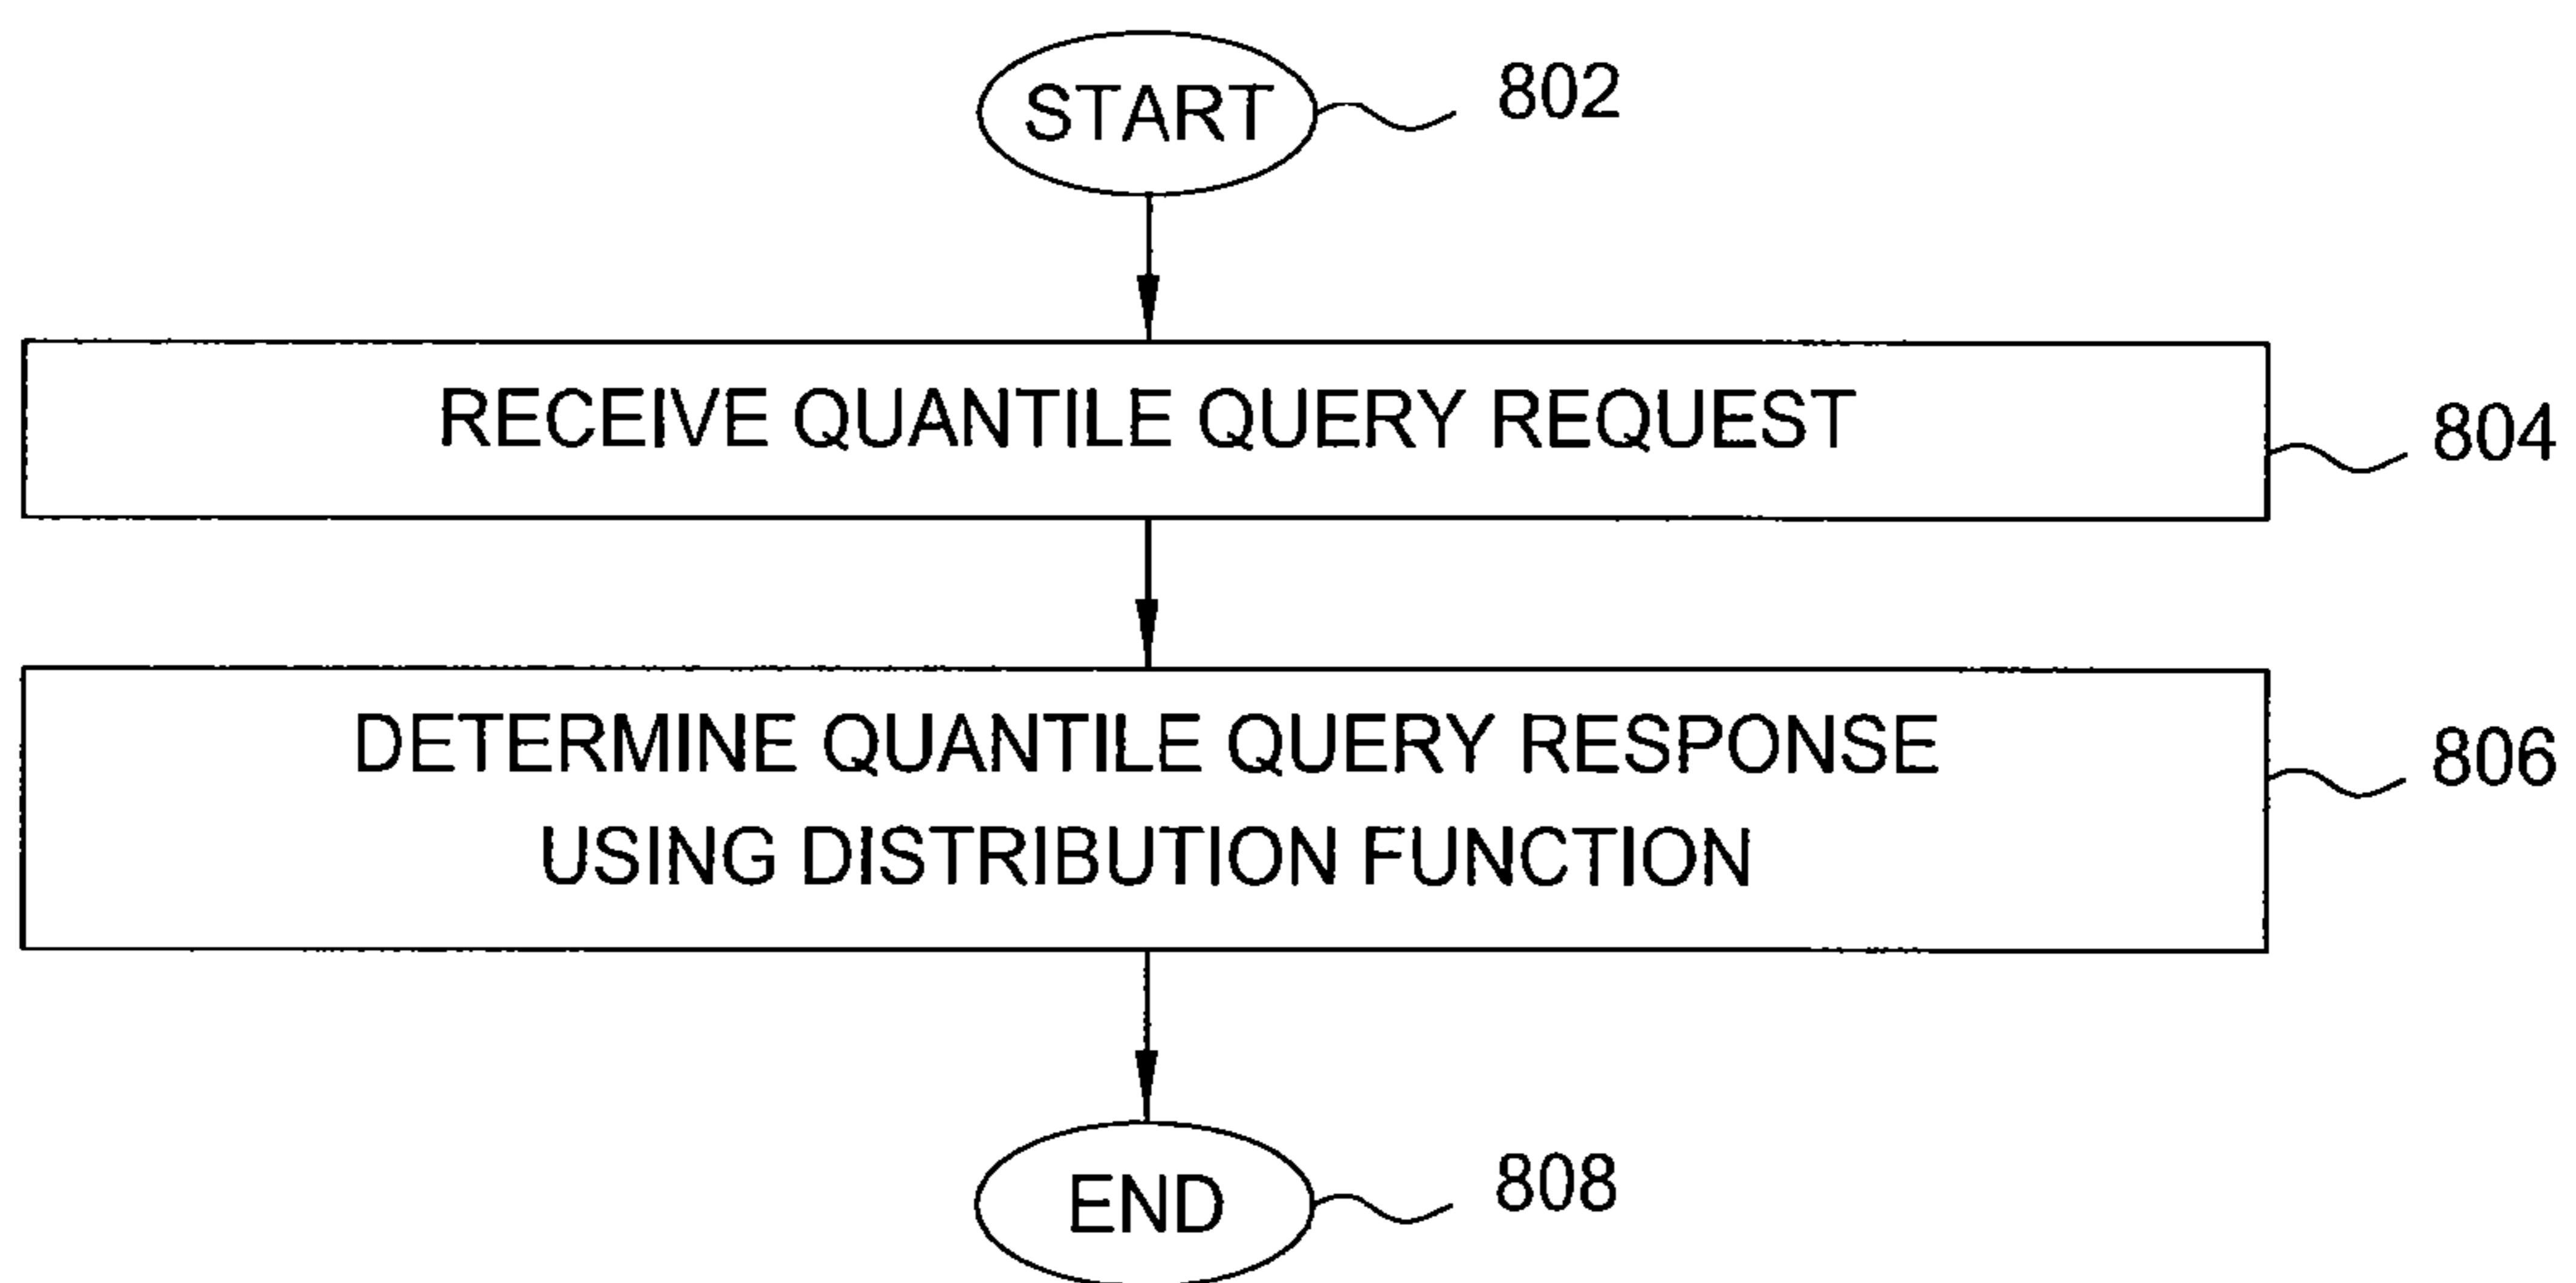 START
802
RECEIVE QUANTILE QUERY REQUEST
804
DETERMINE QUANTILE QUERY RESPONSE
USING DISTRIBUTION FUNCTION
806
END
808